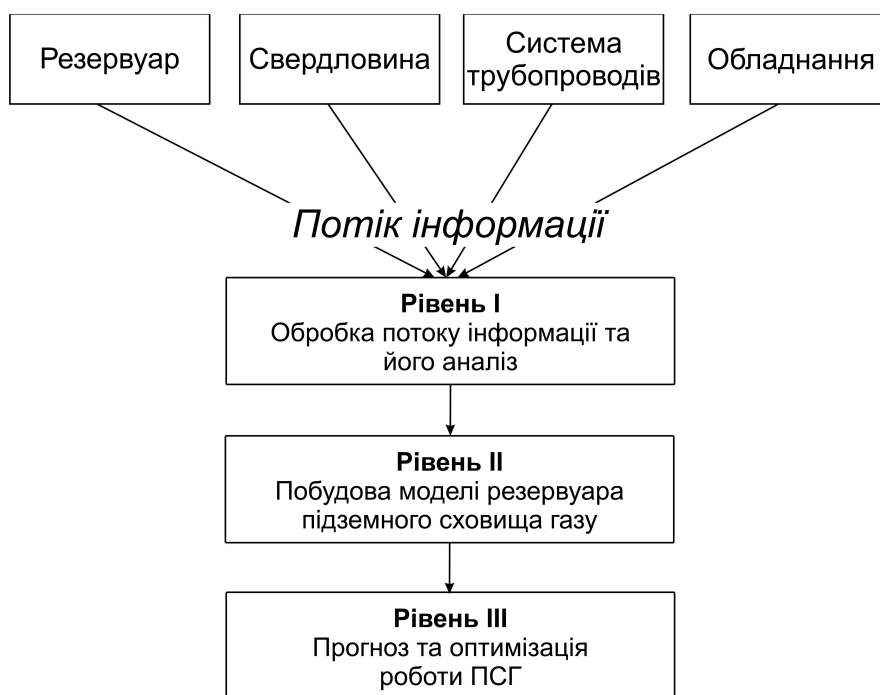 Резервуар
Свердловина
Система
трубопроводів
Обладнання
Потік інформації
Рівень I
Обробка потоку інформації та
його аналіз
Рівень II
Побудова моделі резервуара
підземного сховища газу
Рівень III
Прогноз та оптимізація
роботи ПСГ